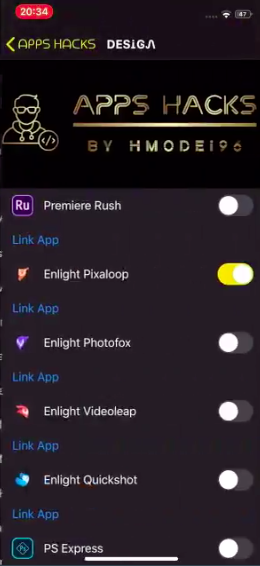 20:34
47
APPS HACKS DESIGN
APPS HACKS
BY HMODEI96
Ru Premiere Rush
Link App
Enlight Pixaloop
Link App
Enlight Photofox
Link App
Enlight Videoleap
Link App
Enlight Quickshot
Link App
PS Express